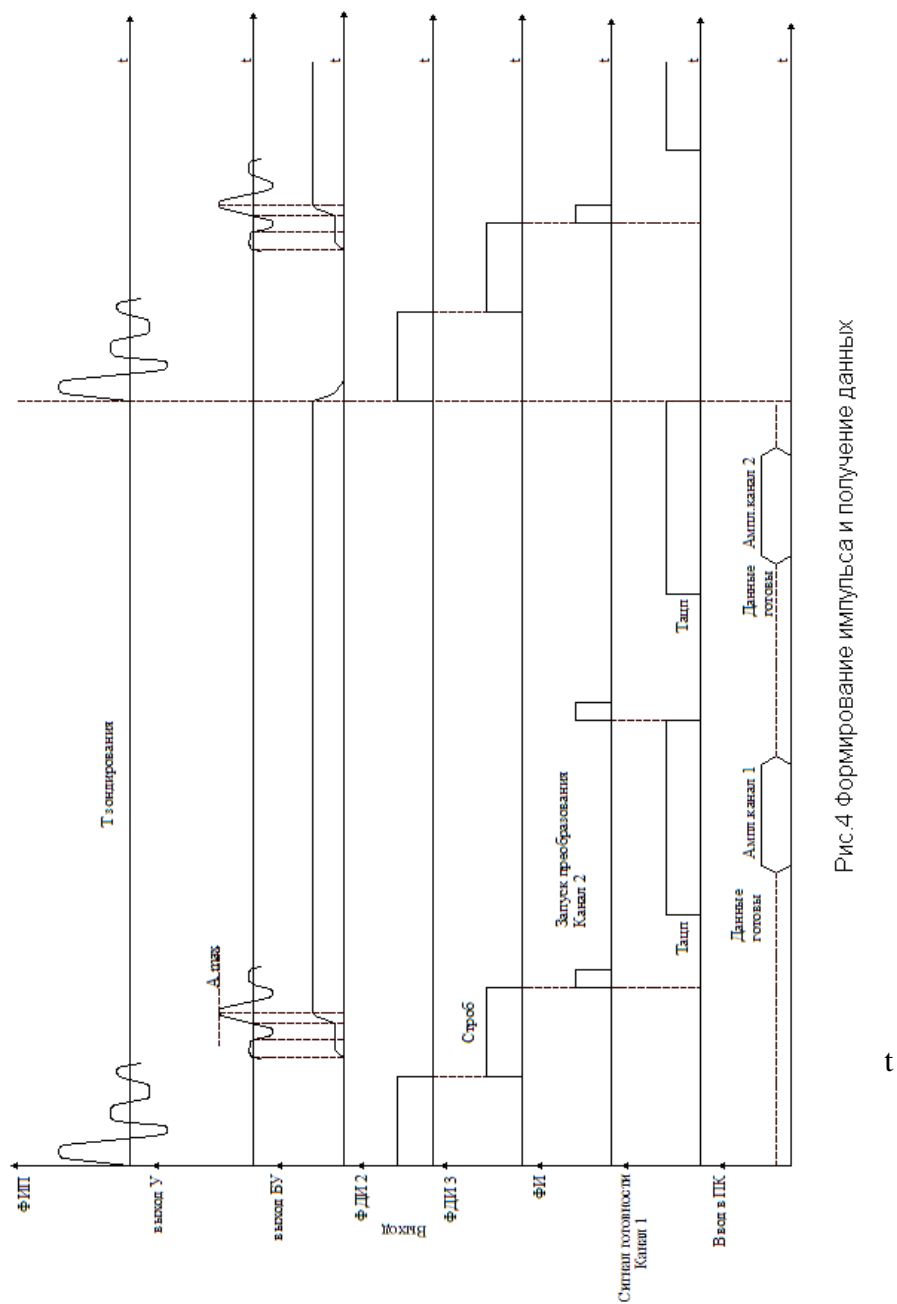 ФИП
t
Т зондирования
выход У
A max
t
выход БУ
t
ФДИ 2
t
Выход
ФДИ 3
Строб
t
ФИ
Запуск преобразования
Канал 2
t
Сигнал готовности
Канал 1
Тацп
Тацп
t
Ввод в ПК
Данные
готовы
Ампл.канал 1
Данные
готовы
Ампл.канал 2
t
Рис.4 Формирование импульса и получение данных
t